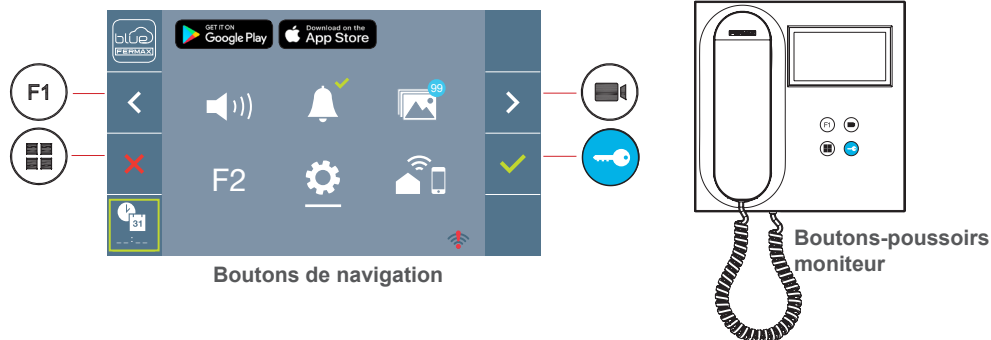 blue
FERMAX
GET IT ON
Google Play
Download on the
App Store
F1
99
F2
31
--:--
Boutons de navigation
FERMAX
F1
Boutons-poussoirs
moniteur